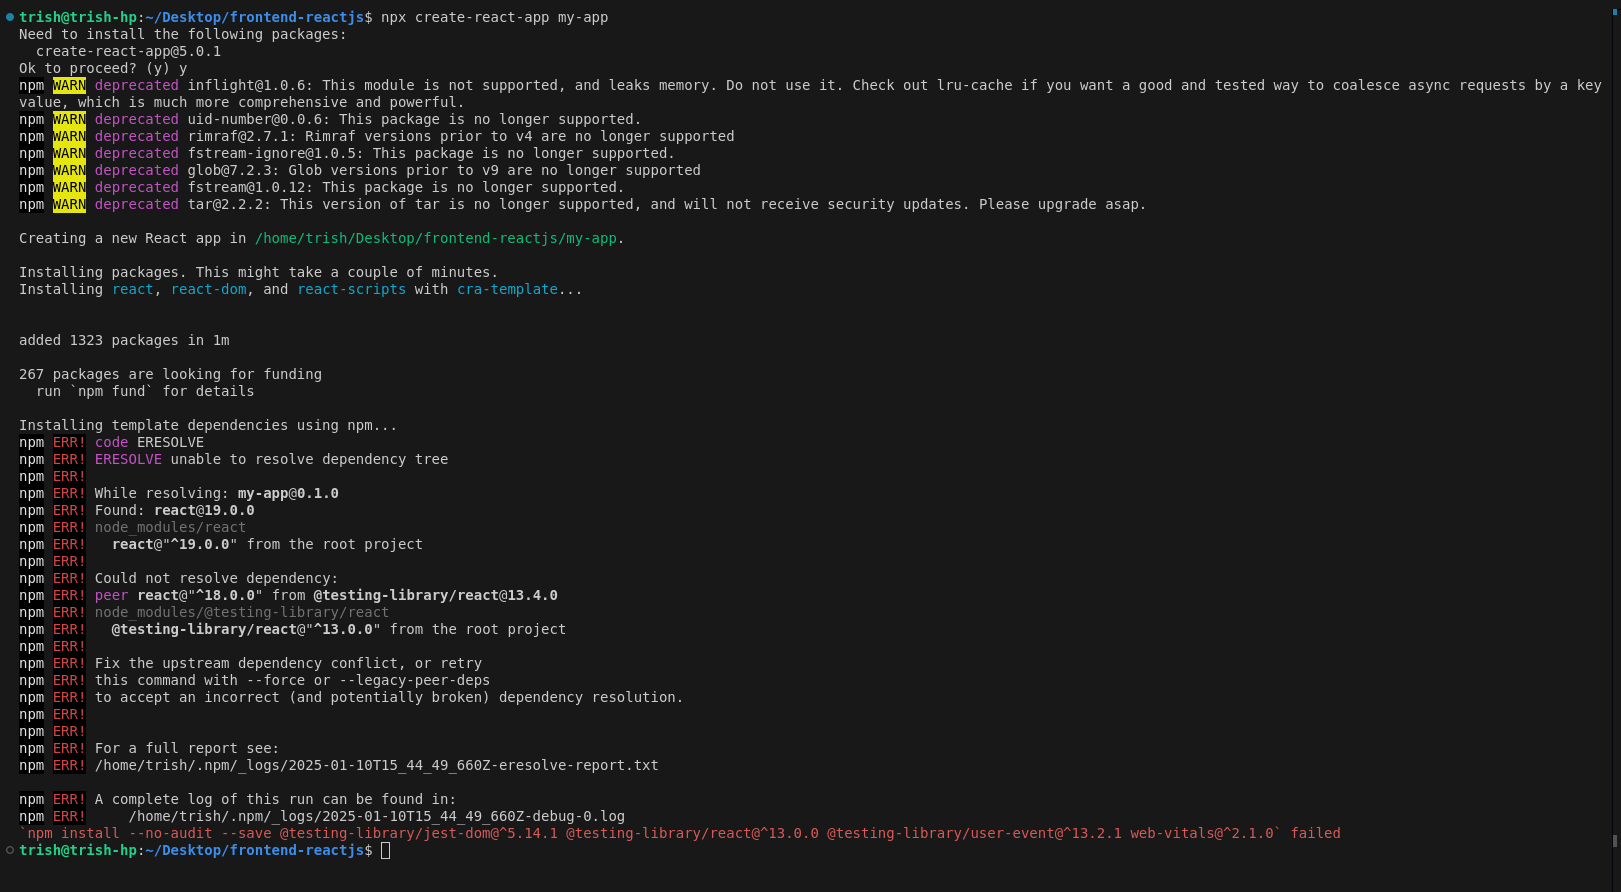 trish@trish-hp:~/Desktop/frontend-reactjs$ npx create-react-app my-app
Need to install the following packages:
  create-react-app@5.0.1
Ok to proceed? (y) y
npm WARN deprecated inflight@1.0.6: This module is not supported, and leaks memory. Do not use it. Check out lru-cache if you want a good and tested way to coalesce async requests by a key
value, which is much more comprehensive and powerful.
npm WARN deprecated uid-number@0.0.6: This package is no longer supported.
npm WARN deprecated rimraf@2.7.1: Rimraf versions prior to v4 are no longer supported
npm WARN deprecated fstream-ignore@1.0.5: This package is no longer supported.
npm WARN deprecated glob@7.2.3: Glob versions prior to v9 are no longer supported
npm WARN deprecated fstream@1.0.12: This package is no longer supported.
npm WARN deprecated tar@2.2.2: This version of tar is no longer supported, and will not receive security updates. Please upgrade asap.

Creating a new React app in /home/trish/Desktop/frontend-reactjs/my-app.

Installing packages. This might take a couple of minutes.
Installing react, react-dom, and react-scripts with cra-template...


added 1323 packages in 1m

267 packages are looking for funding
  run `npm fund` for details

Installing template dependencies using npm...
npm ERR! code ERESOLVE
npm ERR! ERESOLVE unable to resolve dependency tree
npm ERR!
npm ERR! While resolving: my-app@0.1.0
npm ERR! Found: react@19.0.0
npm ERR! node_modules/react
npm ERR!   react@"^19.0.0" from the root project
npm ERR!
npm ERR! Could not resolve dependency:
npm ERR! peer react@"^18.0.0" from @testing-library/react@13.4.0
npm ERR! node_modules/@testing-library/react
npm ERR!   @testing-library/react@"^13.0.0" from the root project
npm ERR!
npm ERR! Fix the upstream dependency conflict, or retry
npm ERR! this command with --force or --legacy-peer-deps
npm ERR! to accept an incorrect (and potentially broken) dependency resolution.
npm ERR!
npm ERR!
npm ERR! For a full report see:
npm ERR! /home/trish/.npm/_logs/2025-01-10T15_44_49_660Z-eresolve-report.txt

npm ERR! A complete log of this run can be found in:
npm ERR!     /home/trish/.npm/_logs/2025-01-10T15_44_49_660Z-debug-0.log
`npm install --no-audit --save @testing-library/jest-dom@^5.14.1 @testing-library/react@^13.0.0 @testing-library/user-event@^13.2.1 web-vitals@^2.1.0` failed
trish@trish-hp:~/Desktop/frontend-reactjs$